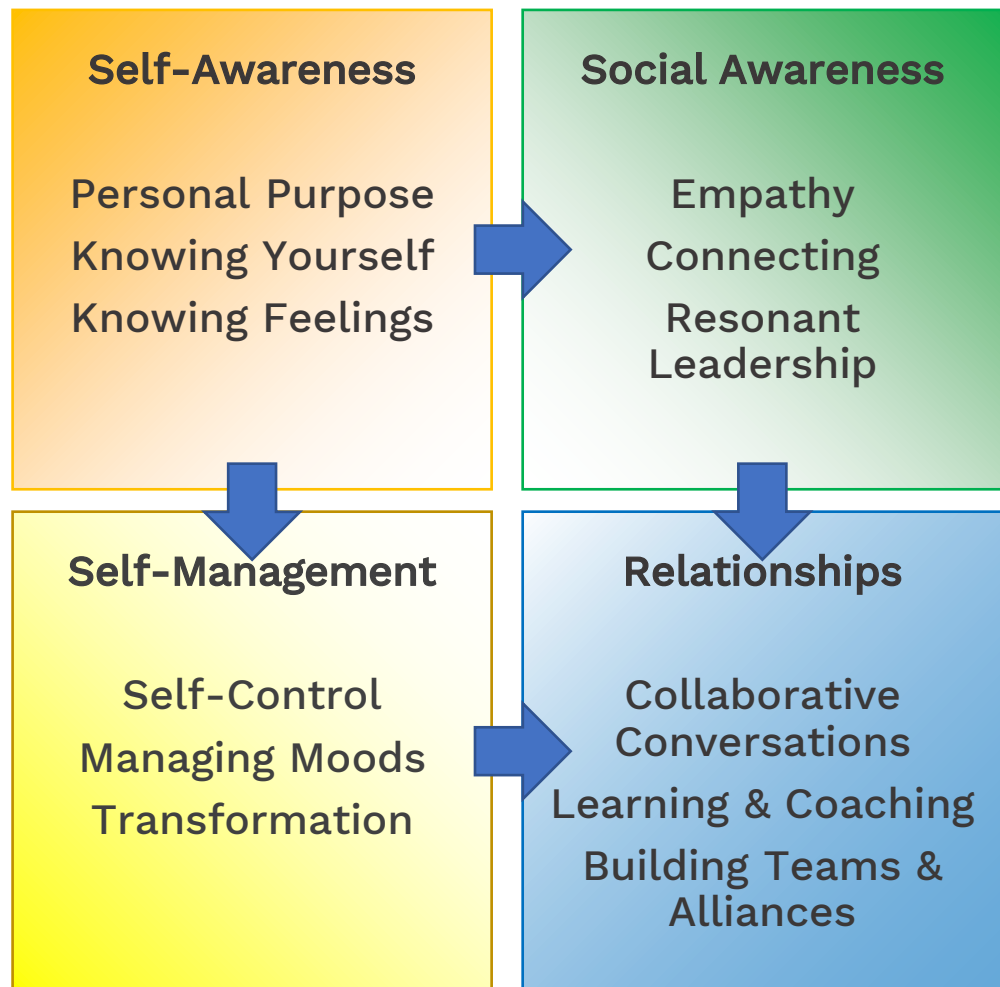 Self-Awareness
Personal Purpose
Knowing Yourself
Knowing Feelings
Social Awareness
Empathy
Connecting
Resonant
Leadership
Self-Management
Self-Control
Managing Moods
Transformation
Relationships
Collaborative
Conversations
Learning & Coaching
Building Teams &
Alliances